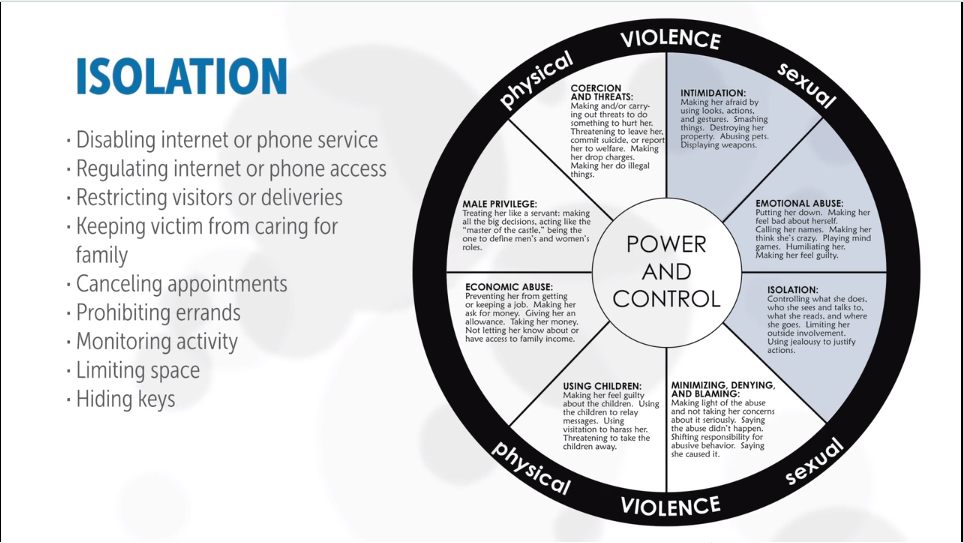 ISOLATION
· Disabling internet or phone service
· Regulating internet or phone access
· Restricting visitors or deliveries
· Keeping victim from caring for
family
· Canceling appointments
· Prohibiting errands
· Monitoring activity
· Limiting space
· Hiding keys
physical
VIOLENCE
sexual
COERCION
AND THREATS:
Making and/or carry-
ing out threats to do
something to hurt her.
Threatening to leave her,
commit suicide, or report
her to welfare. Making
her drop charges.
Making her do illegal
things.
INTIMIDATION:
Making her afraid by
using looks, actions,
and gestures. Smashing
things. Destroying her
property. Abusing pets.
Displaying weapons.
MALE PRIVILEGE:
Treating her like a servant: making
all the big decisions, acting like the
"master of the castle," being the
one to define men's and women's
roles.
EMOTIONAL ABUSE:
Putting her down. Making her
feel bad about herself.
Calling her names. Making her
think she's crazy. Playing mind
games. Humiliating her.
Making her feel guilty.
POWER
AND
CONTROL
ECONOMIC ABUSE:
Preventing her from getting
or keeping a job. Making her
ask for money. Giving her an
allowance. Taking her money.
Not letting her know about or
have access to family income.
ISOLATION:
Controlling what she does,
who she sees and talks to,
what she reads, and where
she goes. Limiting her
outside involvement.
Using jealousy to justify
actions.
USING CHILDREN:
Making her feel guilty
about the children. Using
the children to relay
messages. Using
visitation to harass her.
Threatening to take the
children away.
MINIMIZING, DENYING,
AND BLAMING:
Making light of the abuse
and not taking her concerns
about it seriously. Saying
the abuse didn't happen.
Shifting responsibility for
abusive behavior. Saying
she caused it.
physical
VIOLENCE
sexual